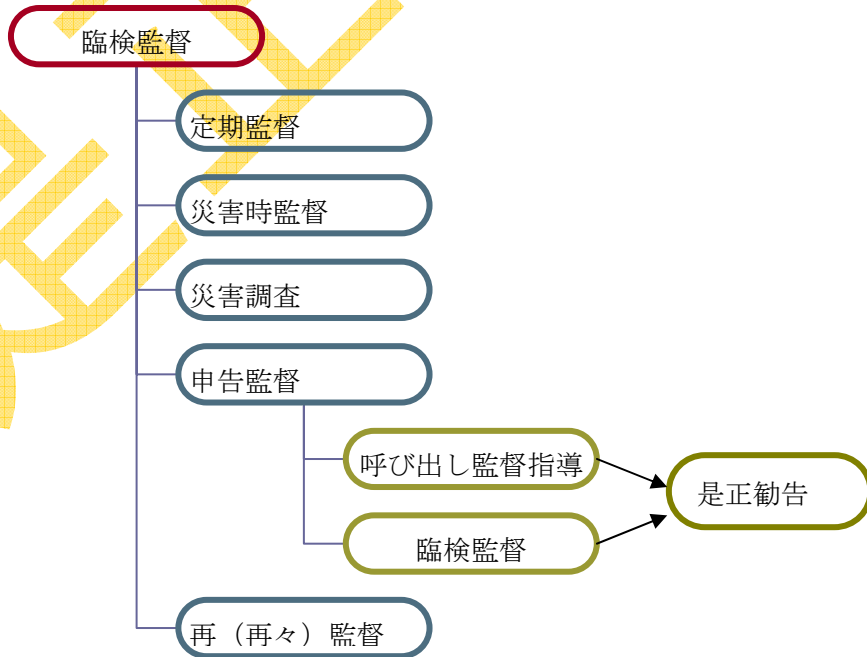 臨検監督
定期監督
災害時監督
災害調査
申告監督
呼び出し監督指導
是正勧告
臨検監督
再（再々）監督